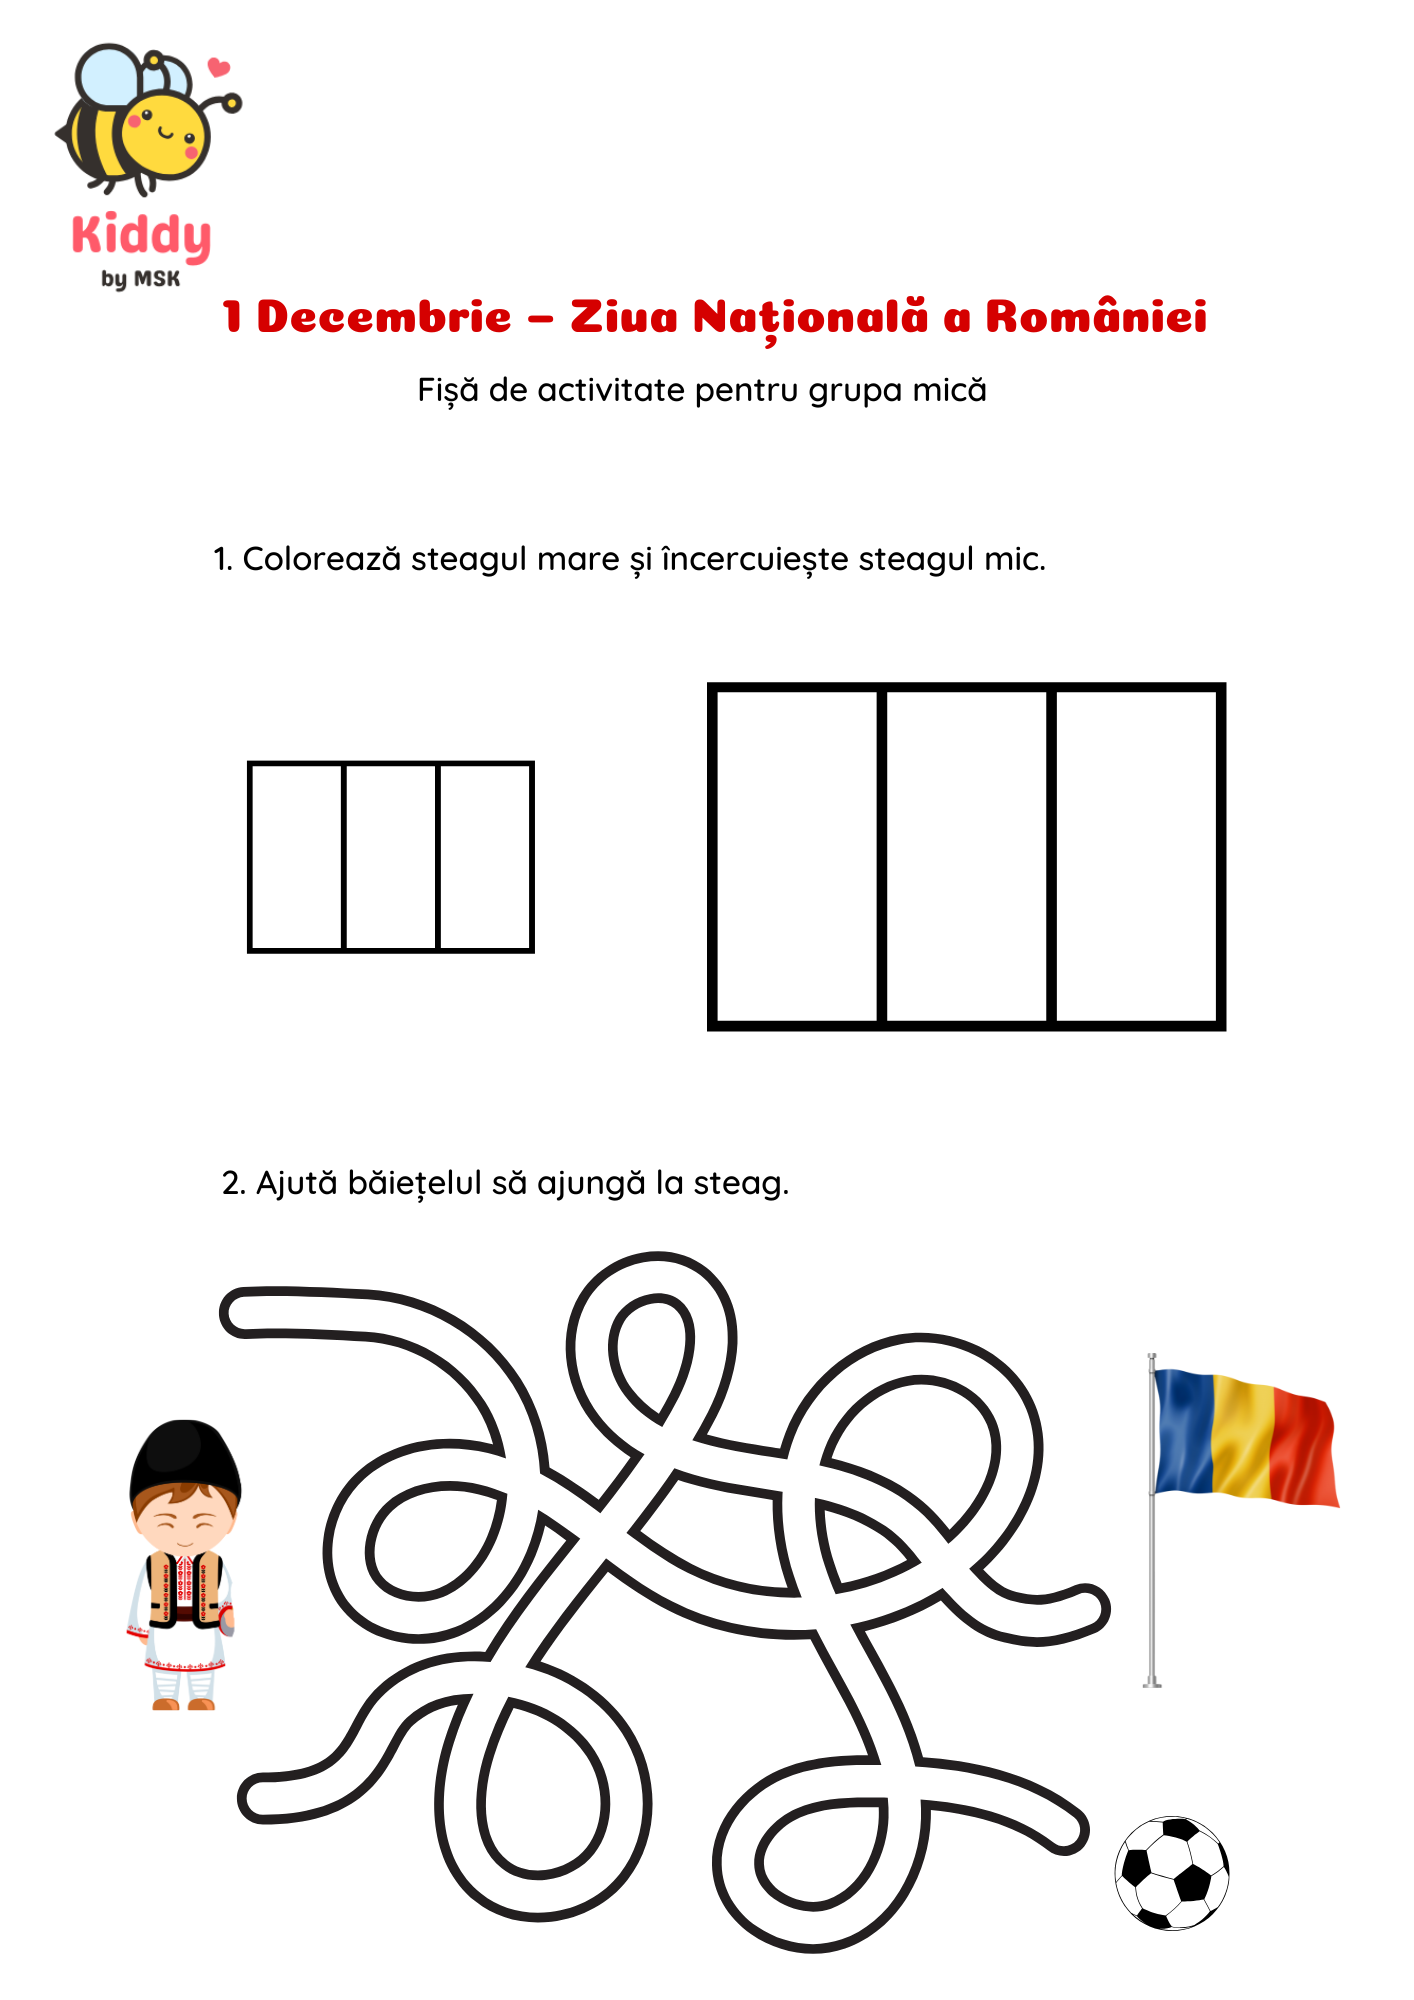 Kiddy
by MSK
1 Decembrie – Ziua Națională a României
Fișă de activitate pentru grupa mică
1. Colorează steagul mare și încercuiește steagul mic.
2. Ajută băiețelul să ajungă la steag.